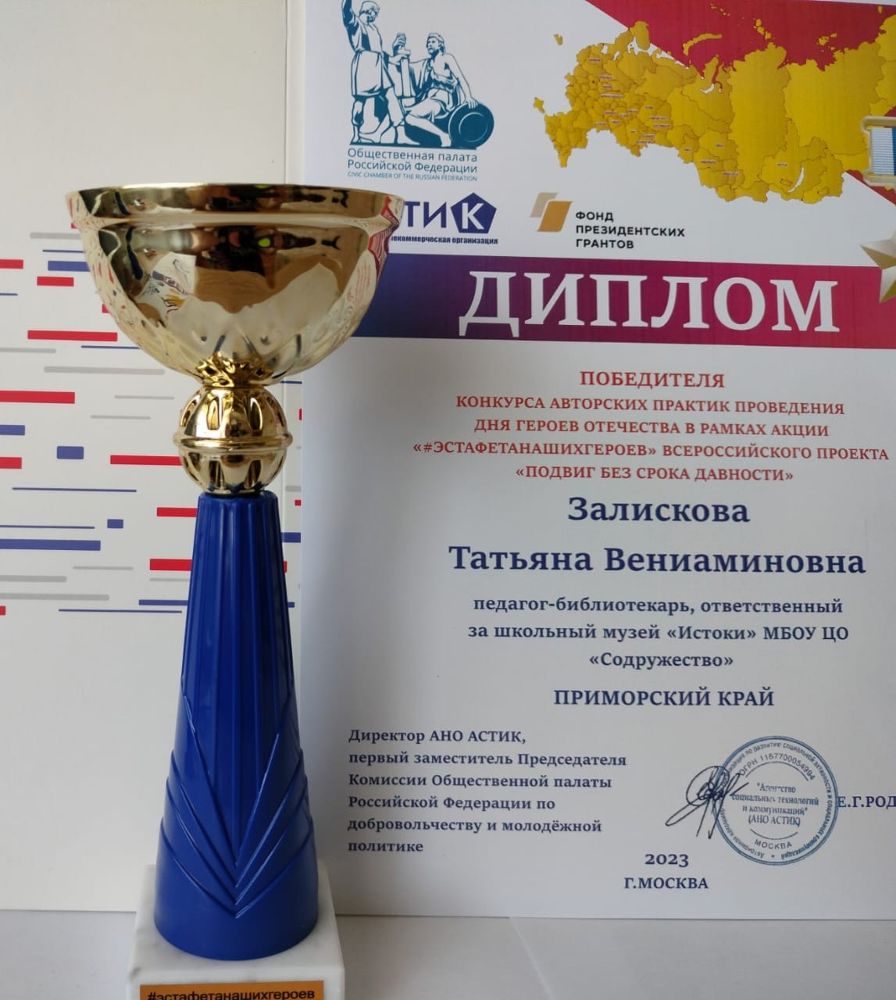 Общественная палата
Российской Федерации
CIVIC CHAMBER OF THE RUSSIAN FEDERATION
ТИК
некоммерческая организация
ФОНД
ПРЕЗИДЕНТСКИХ
ГРАНТОВ
ДИПЛОМ
ПОБЕДИТЕЛЯ
КОНКУРСА АВТОРСКИХ ПРАКТИК ПРОВЕДЕНИЯ
ДНЯ ГЕРОЕВ ОТЕЧЕСТВА В РАМКАХ АКЦИИ
«#ЭСТАФЕТАНАШИХГЕРОЕВ» ВСЕРОССИЙСКОГО ПРОЕКТА
«ПОДВИГ БЕЗ СРОКА ДАВНОСТИ»
Залискова
Татьяна Вениаминовна
педагог-библиотекарь, ответственный
за школьный музей «Истоки» МБОУ ЦО
«Содружество»
ПРИМОРСКИЙ КРАЙ
Директор АНО АСТИК,
первый заместитель Председателя
Комиссии Общественной палаты
Российской Федерации по
добровольчеству и молодёжной
политике
ОГРН 1167700054994
"Агентство
социальных технологий
и коммуникаций"
(АНО АСТИК)
МОСКВА
Е.Г.РОД
2023
Г.МОСКВА
#эстафетанашихгероев